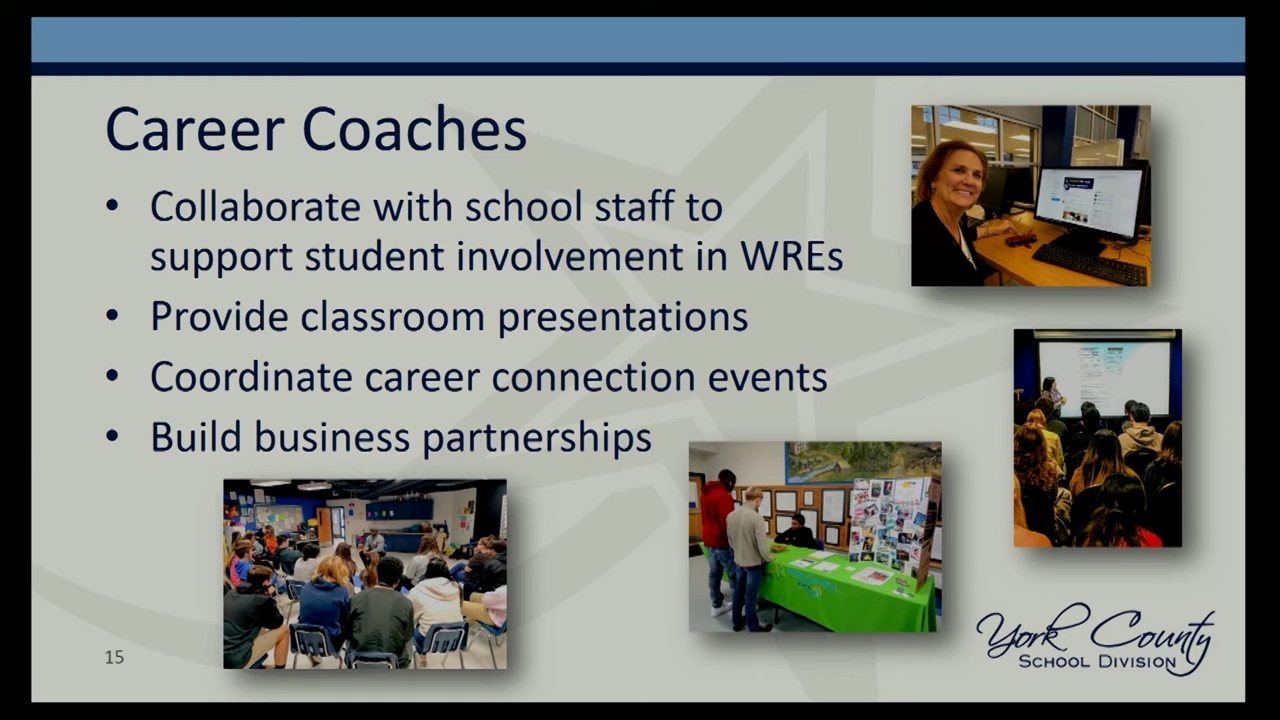 Career Coaches
• Collaborate with school staff to
support student involvement in WREs
• Provide classroom presentations
• Coordinate career connection events
• Build business partnerships
15
York County
SCHOOL DIVISION